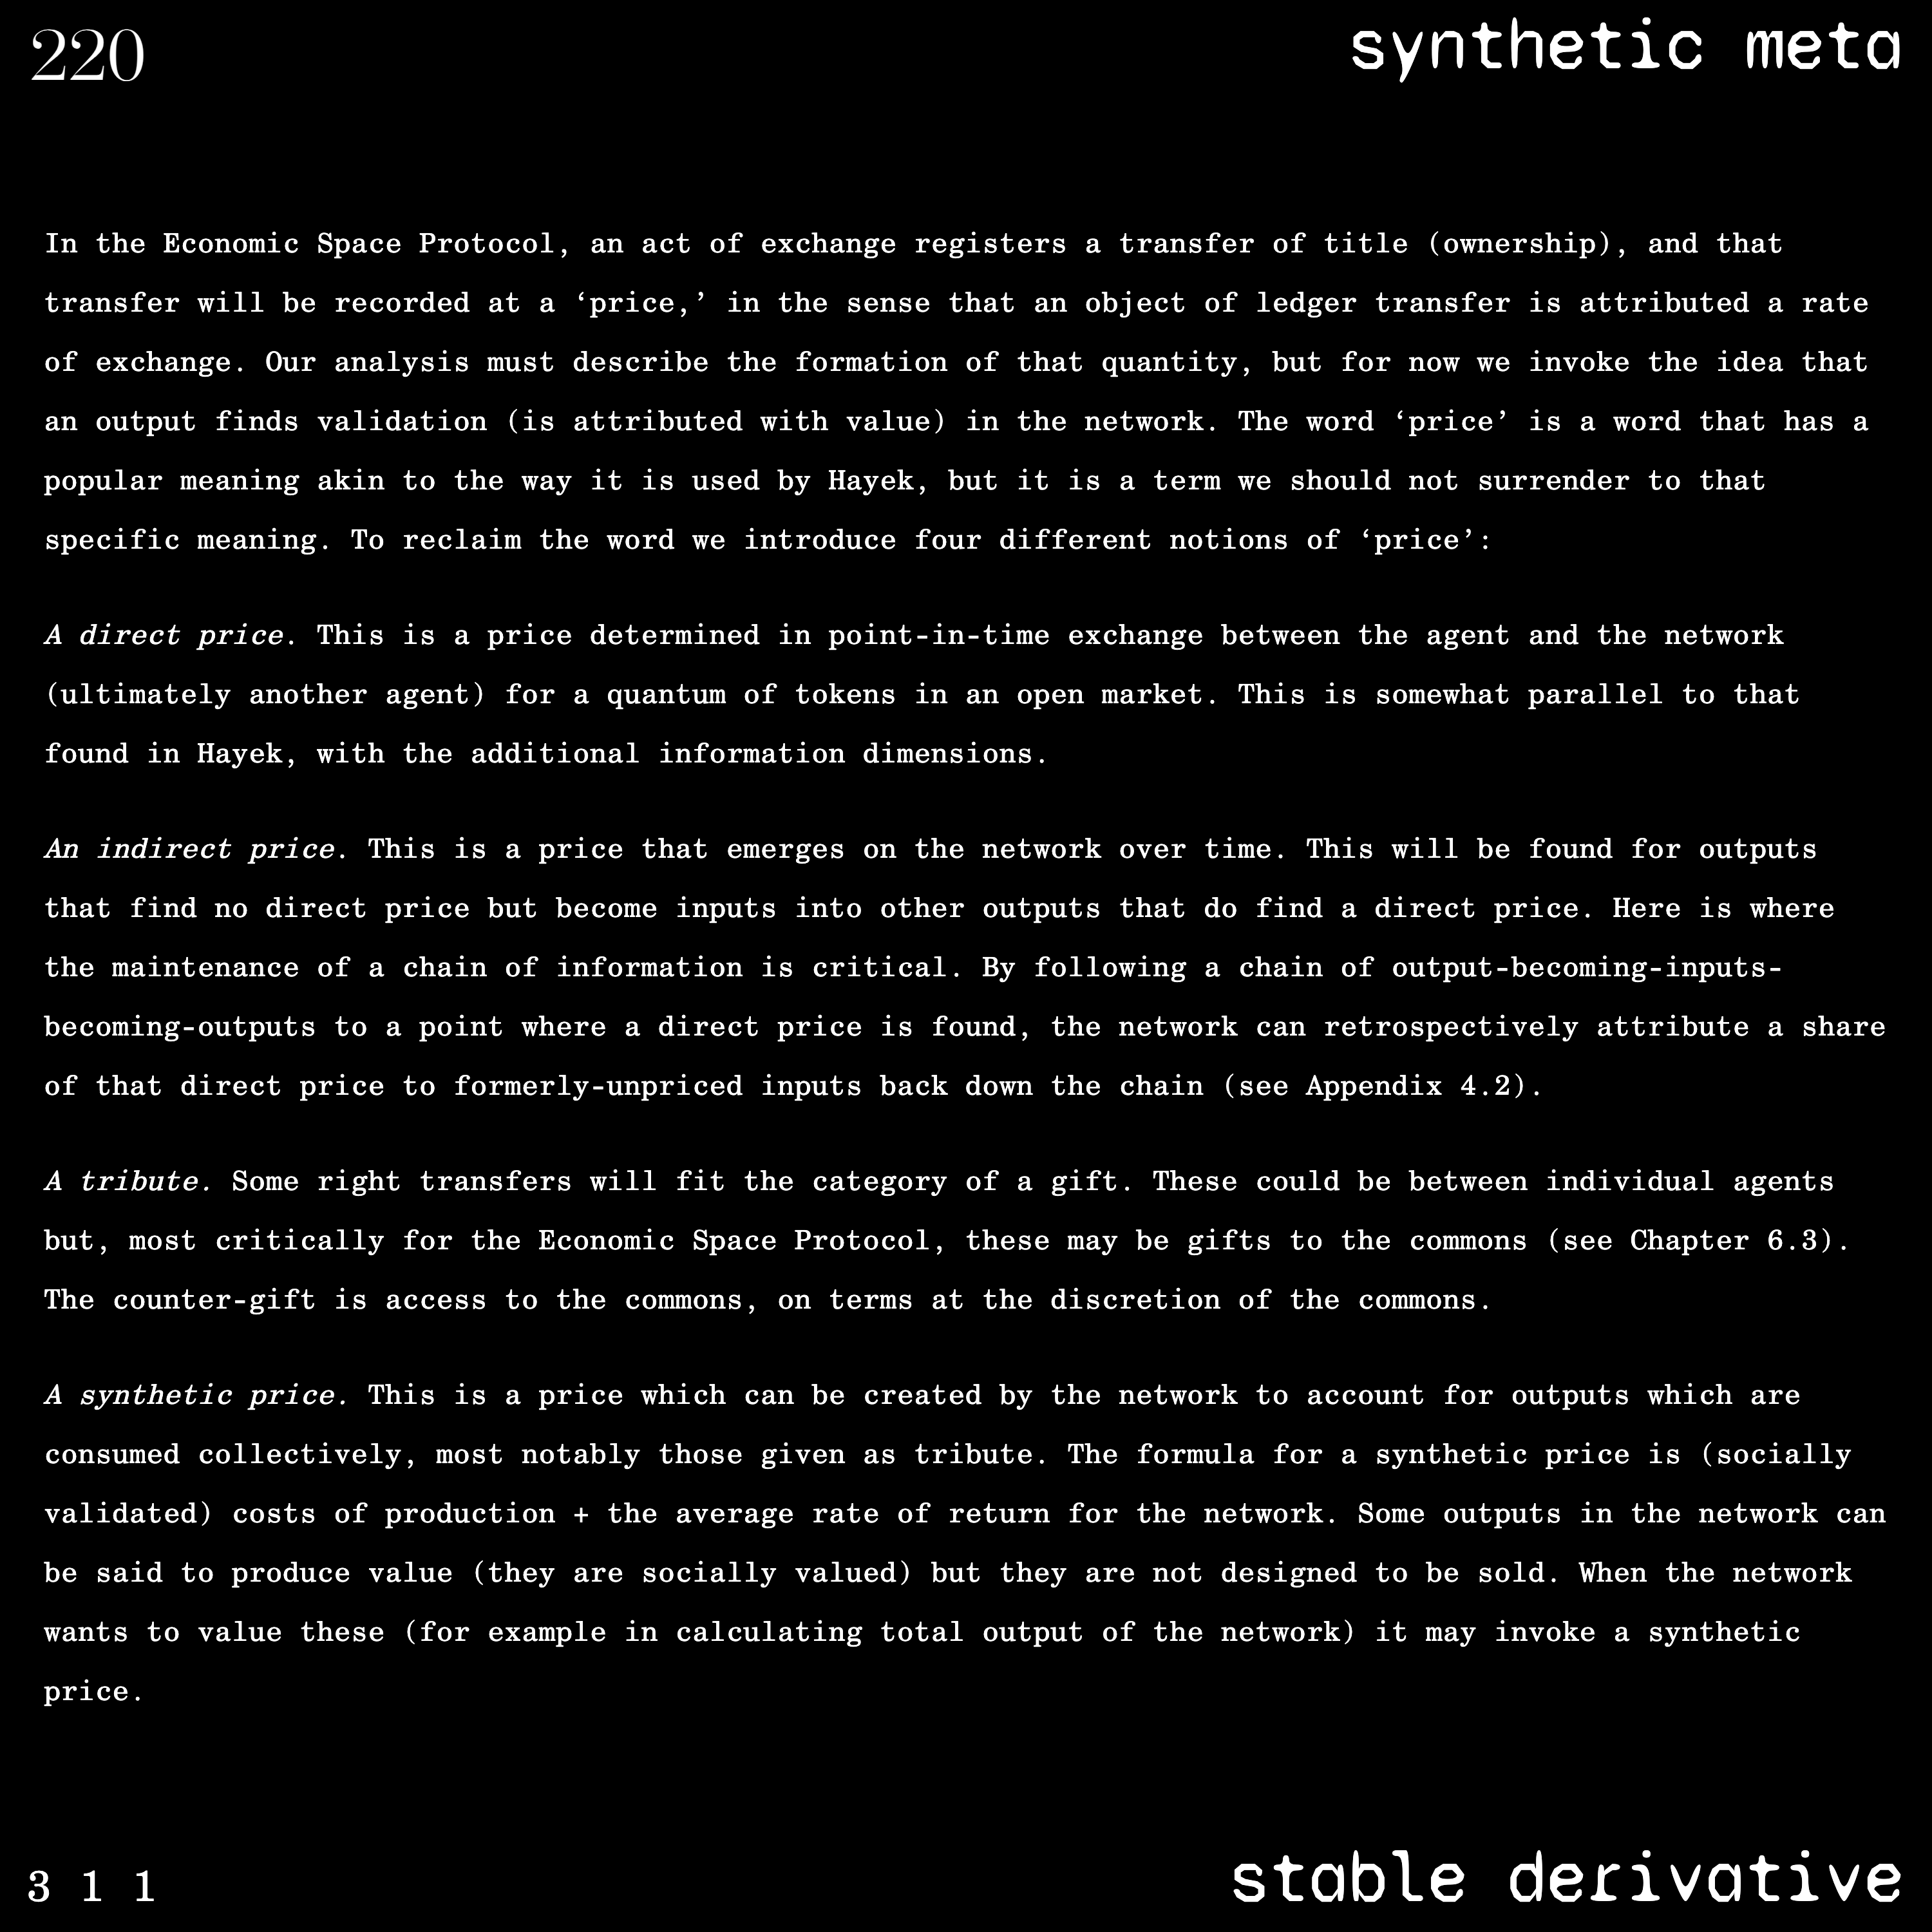 220
synthetic meta
In the Economic Space Protocol, an act of exchange registers a transfer of title (ownership), and that
transfer will be recorded at a ‘price,’ in the sense that an object of ledger transfer is attributed a rate
of exchange. Our analysis must describe the formation of that quantity, but for now we invoke the idea that
an output finds validation (is attributed with value) in the network. The word ‘price’ is a word that has a
popular meaning akin to the way it is used by Hayek, but it is a term we should not surrender to that
specific meaning. To reclaim the word we introduce four different notions of ‘price’:
A direct price. This is a price determined in point-in-time exchange between the agent and the network
(ultimately another agent) for a quantum of tokens in an open market. This is somewhat parallel to that
found in Hayek, with the additional information dimensions.
An indirect price. This is a price that emerges on the network over time. This will be found for outputs
that find no direct price but become inputs into other outputs that do find a direct price. Here is where
the maintenance of a chain of information is critical. By following a chain of output-becoming-inputs-
becoming-outputs to a point where a direct price is found, the network can retrospectively attribute a share
of that direct price to formerly-unpriced inputs back down the chain (see Appendix 4.2).
A tribute. Some right transfers will fit the category of a gift. These could be between individual agents
but, most critically for the Economic Space Protocol, these may be gifts to the commons (see Chapter 6.3).
The counter-gift is access to the commons, on terms at the discretion of the commons.
A synthetic price. This is a price which can be created by the network to account for outputs which are
consumed collectively, most notably those given as tribute. The formula for a synthetic price is (socially
validated) costs of production + the average rate of return for the network. Some outputs in the network can
be said to produce value (they are socially valued) but they are not designed to be sold. When the network
wants to value these (for example in calculating total output of the network) it may invoke a synthetic
price.
3 1 1
stable derivative